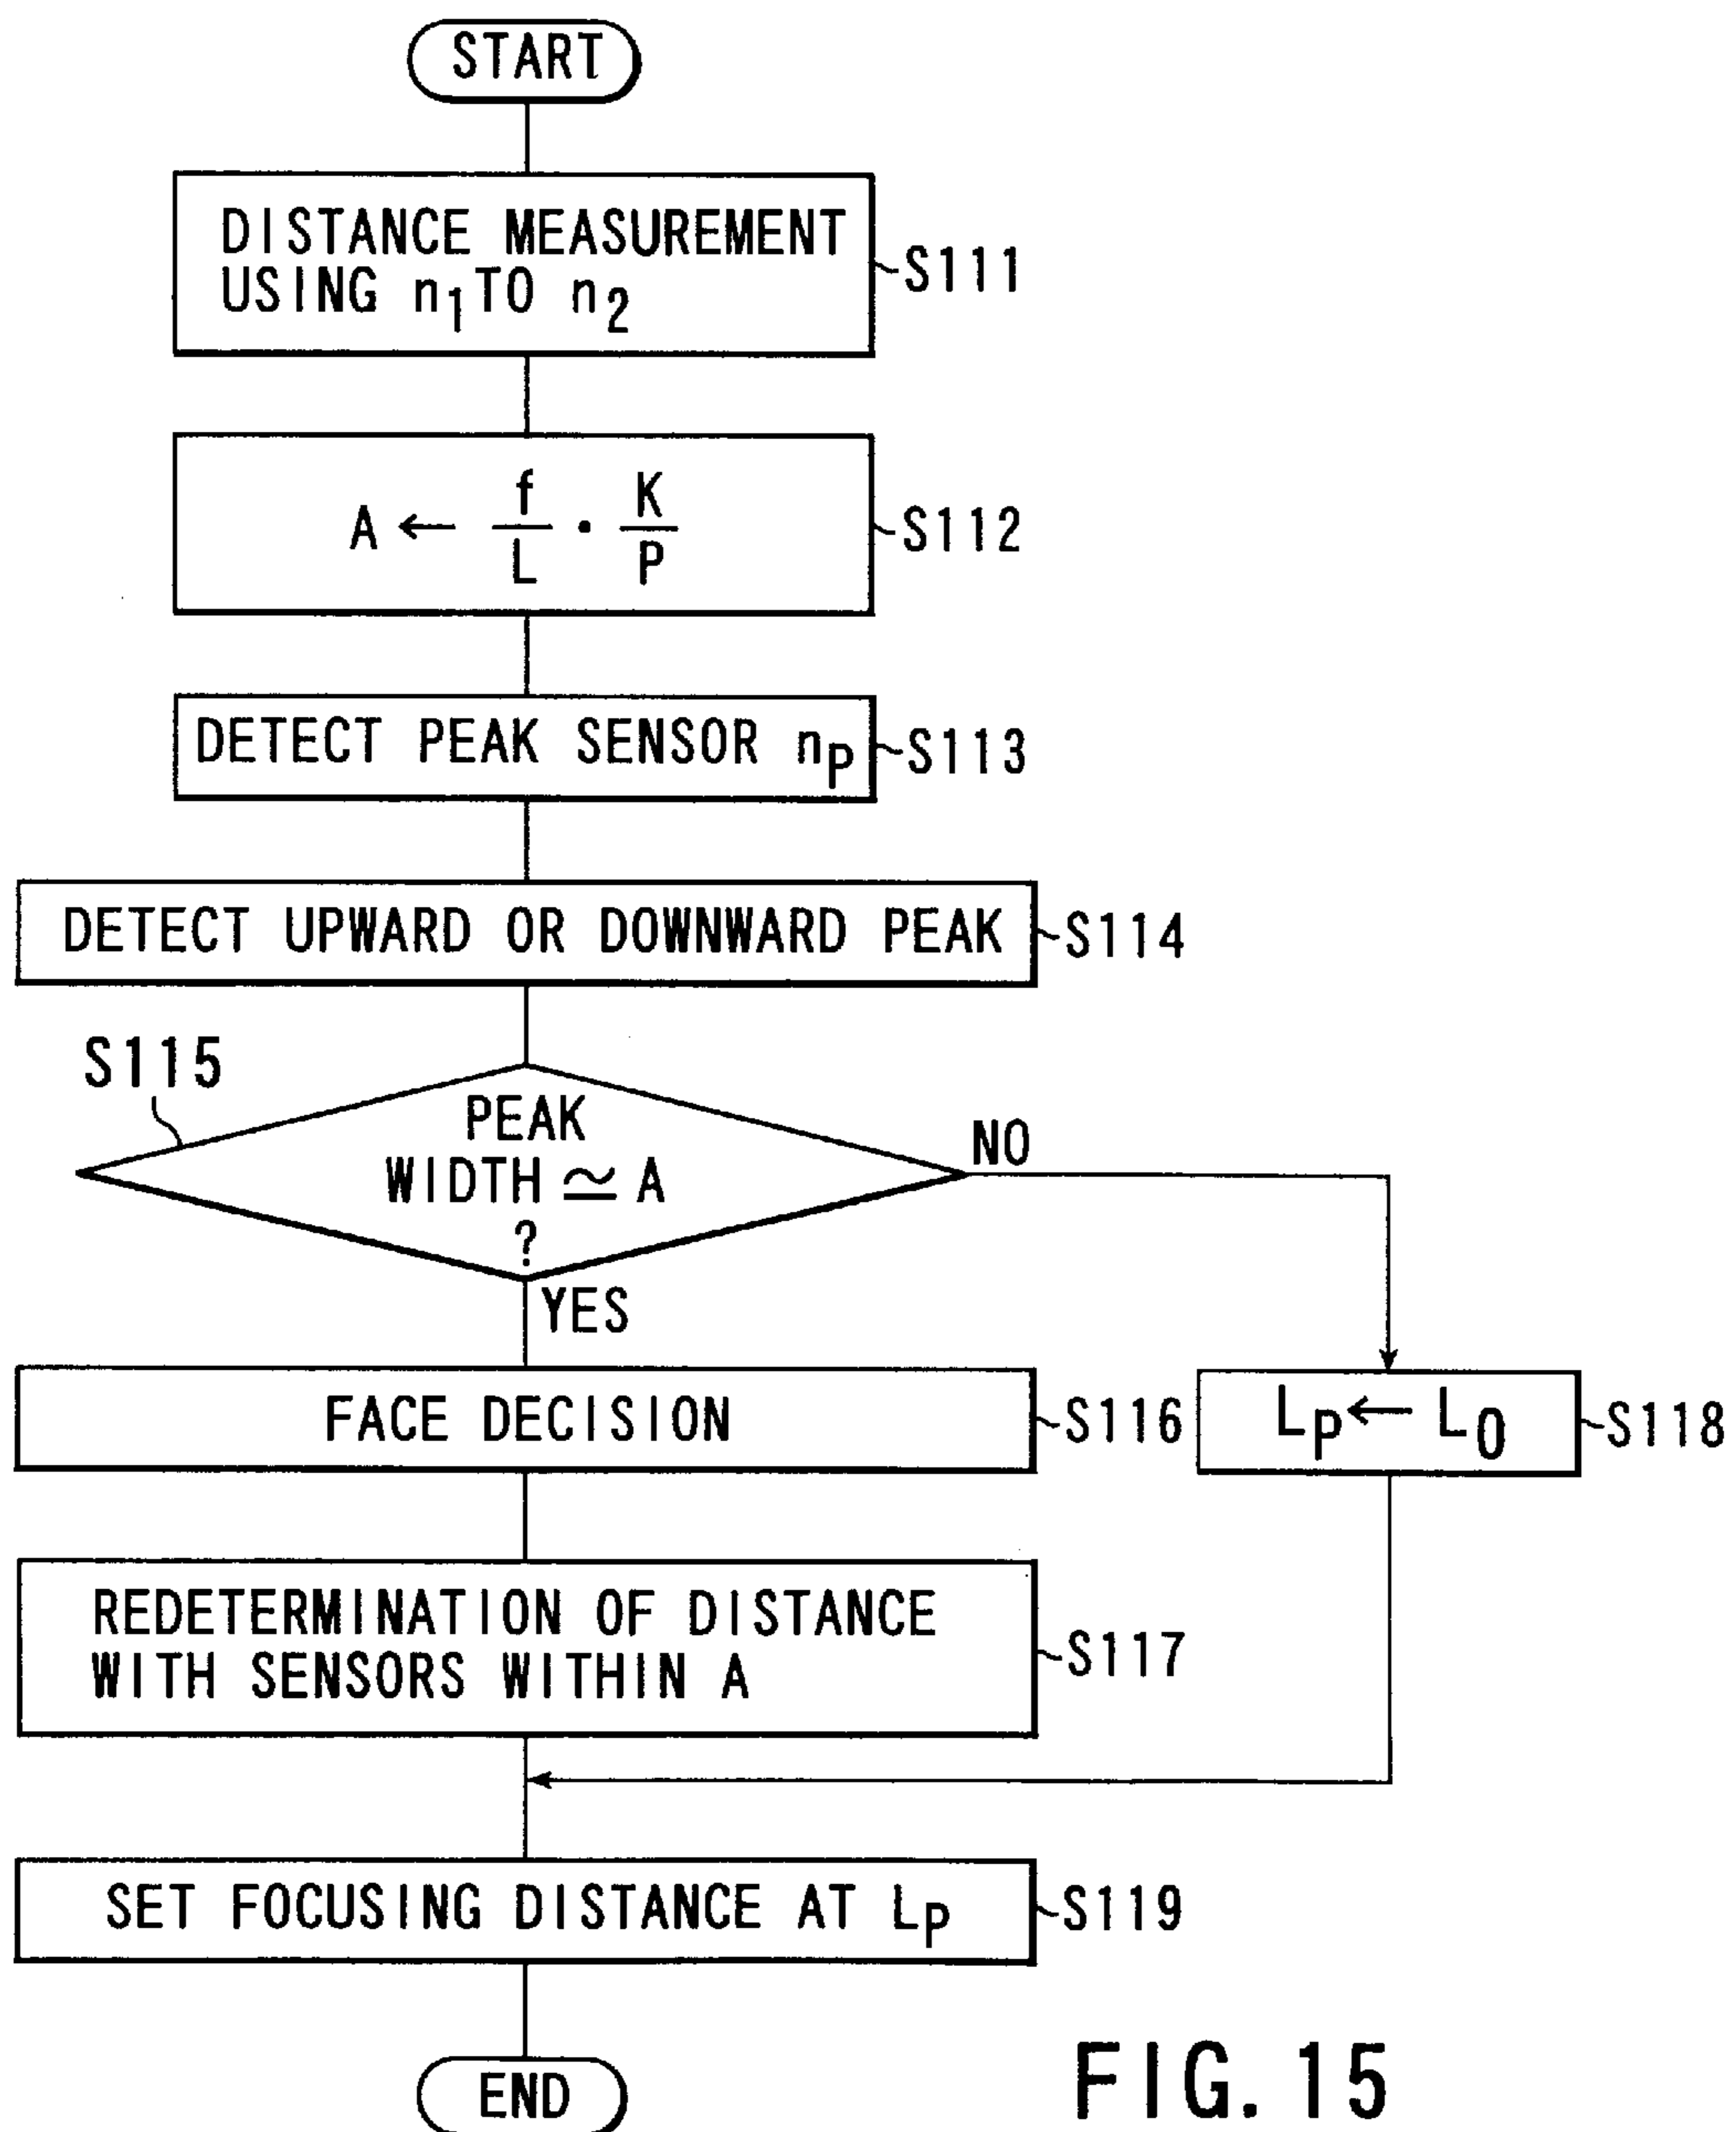 START
DISTANCE MEASUREMENT
USING n₁ TO n₂
S111
A ← f/L · K/P
S112
DETECT PEAK SENSOR nₚ
S113
DETECT UPWARD OR DOWNWARD PEAK
S114
S115
PEAK
WIDTH ≃ A
?
NO
YES
FACE DECISION
S116
Lₚ ← L₀
S118
REDETERMINATION OF DISTANCE
WITH SENSORS WITHIN A
S117
SET FOCUSING DISTANCE AT Lₚ
S119
END
FIG. 15